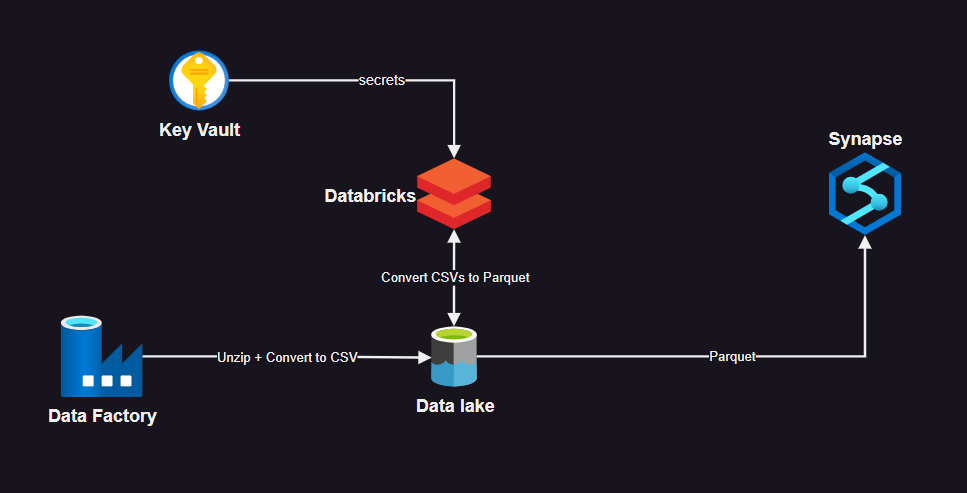 secrets
Key Vault
Synapse
Databricks
Convert CSVs to Parquet
Unzip + Convert to CSV
Parquet
Data lake
Data Factory